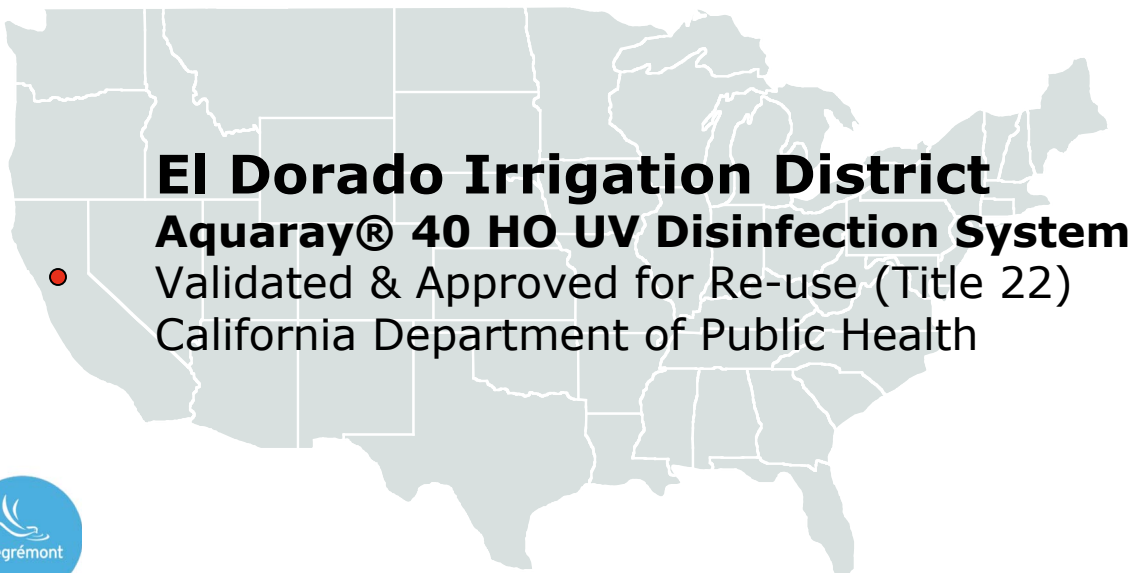 El Dorado Irrigation District
Aquaray® 40 HO UV Disinfection System
Validated & Approved for Re-use (Title 22)
California Department of Public Health
grémont